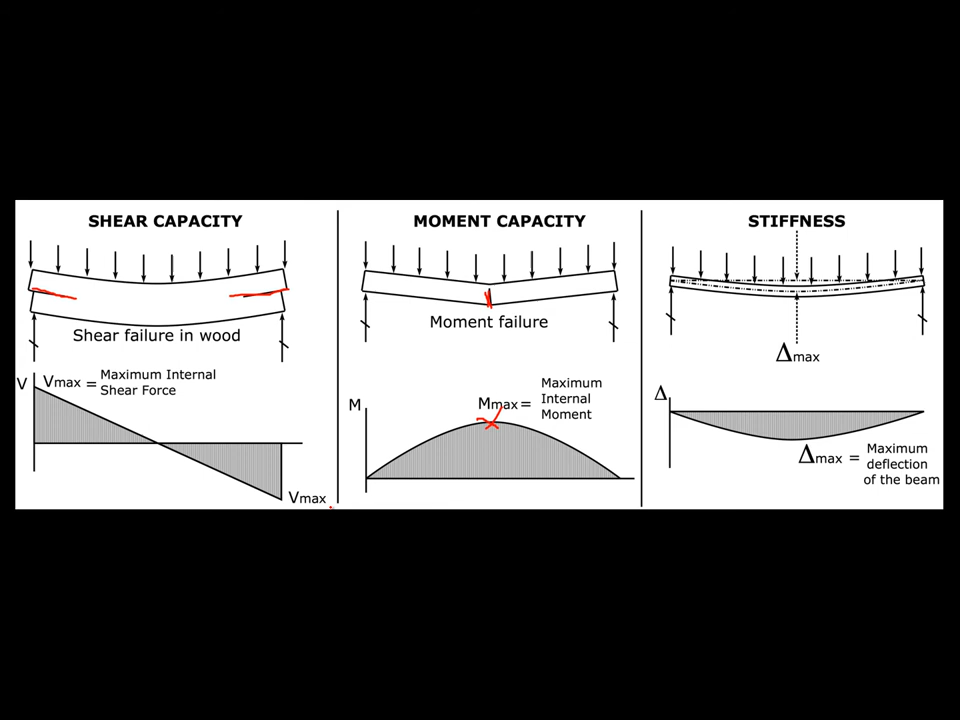 SHEAR CAPACITY
Shear failure in wood
V
Vmax = Maximum Internal
Shear Force
Vmax
MOMENT CAPACITY
Moment failure
M
Mmax = Maximum
Internal
Moment
STIFFNESS
Δmax
Δ
Δmax = Maximum
deflection
of the beam